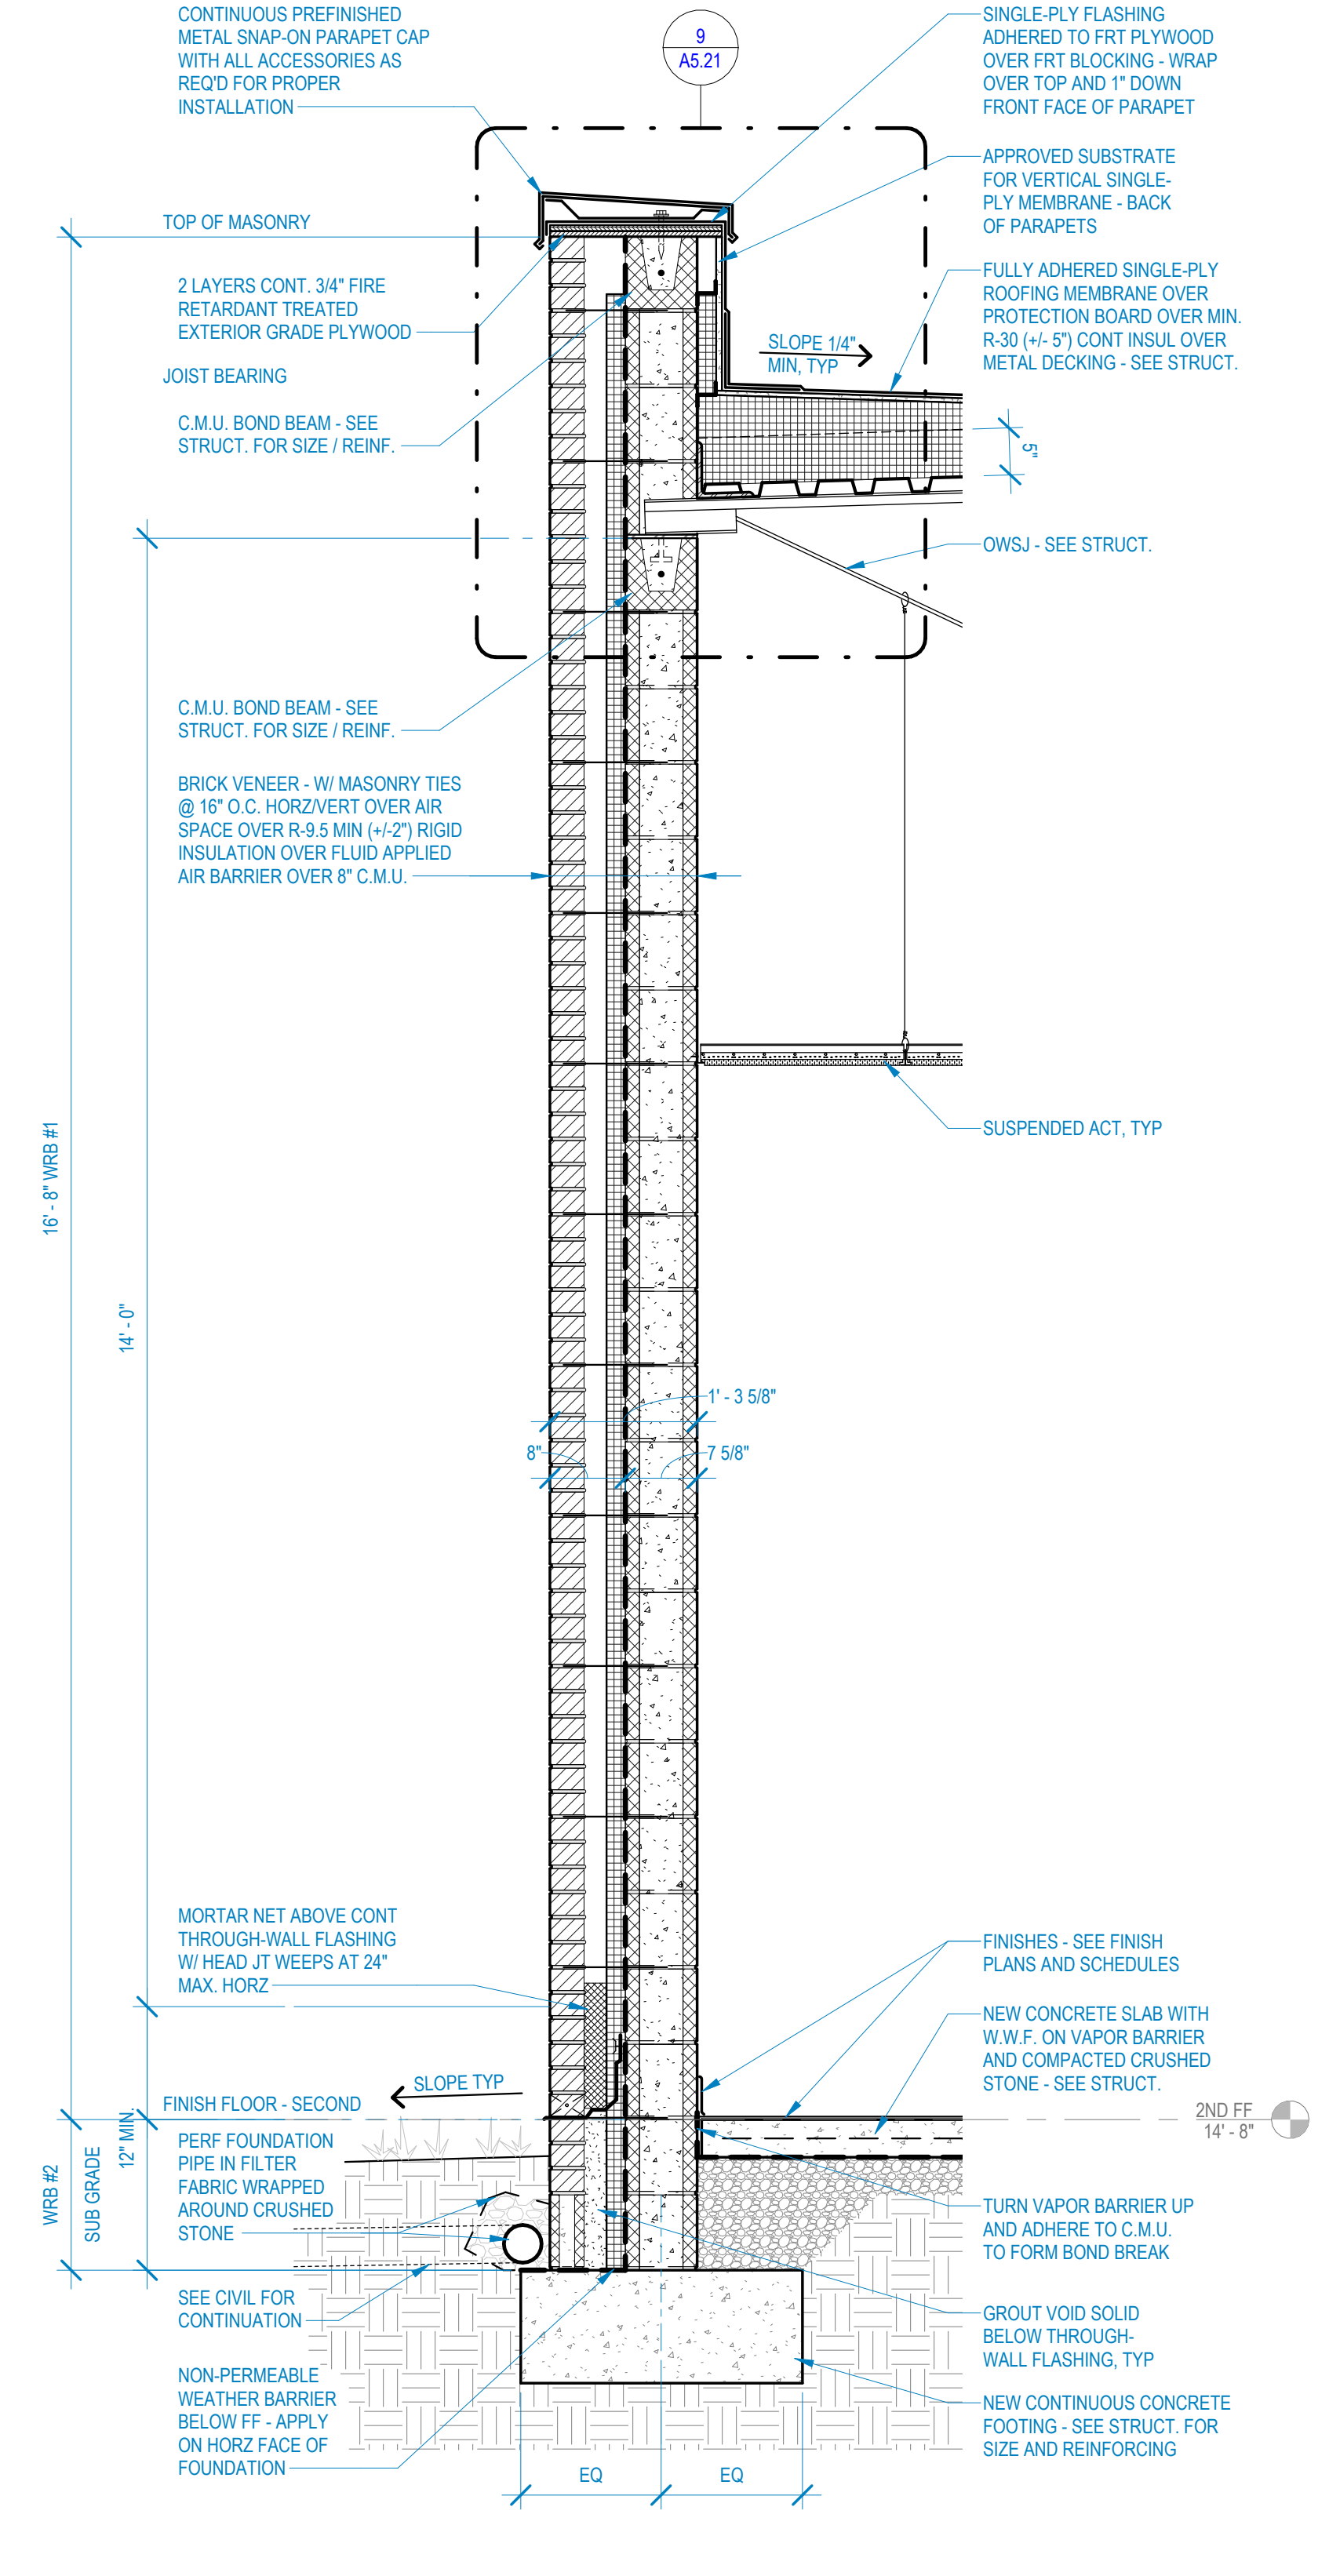 CONTINUOUS PREFINISHED
METAL SNAP-ON PARAPET CAP
WITH ALL ACCESSORIES AS
REQ'D FOR PROPER
INSTALLATION
9
A5.21
SINGLE-PLY FLASHING
ADHERED TO FRT PLYWOOD
OVER FRT BLOCKING - WRAP
OVER TOP AND 1" DOWN
FRONT FACE OF PARAPET
APPROVED SUBSTRATE
FOR VERTICAL SINGLE-
PLY MEMBRANE - BACK
OF PARAPETS
TOP OF MASONRY
2 LAYERS CONT. 3/4" FIRE
RETARDANT TREATED
EXTERIOR GRADE PLYWOOD
FULLY ADHERED SINGLE-PLY
ROOFING MEMBRANE OVER
PROTECTION BOARD OVER MIN.
R-30 (+/- 5") CONT INSUL OVER
METAL DECKING - SEE STRUCT.
SLOPE 1/4"
MIN, TYP
JOIST BEARING
C.M.U. BOND BEAM - SEE
STRUCT. FOR SIZE / REINF.
5"
OWSJ - SEE STRUCT.
C.M.U. BOND BEAM - SEE
STRUCT. FOR SIZE / REINF.
BRICK VENEER - W/ MASONRY TIES
@ 16" O.C. HORZ/VERT OVER AIR
SPACE OVER R-9.5 MIN (+/-2") RIGID
INSULATION OVER FLUID APPLIED
AIR BARRIER OVER 8" C.M.U.
SUSPENDED ACT, TYP
16' - 8" WRB #1
14' - 0"
1' - 3 5/8"
8"
7 5/8"
MORTAR NET ABOVE CONT
THROUGH-WALL FLASHING
W/ HEAD JT WEEPS AT 24"
MAX. HORZ
FINISHES - SEE FINISH
PLANS AND SCHEDULES
NEW CONCRETE SLAB WITH
W.W.F. ON VAPOR BARRIER
AND COMPACTED CRUSHED
STONE - SEE STRUCT.
SLOPE TYP
FINISH FLOOR - SECOND
2ND FF
14' - 8"
WRB #2
SUB GRADE
12" MIN.
PERF FOUNDATION
PIPE IN FILTER
FABRIC WRAPPED
AROUND CRUSHED
STONE
TURN VAPOR BARRIER UP
AND ADHERE TO C.M.U.
TO FORM BOND BREAK
SEE CIVIL FOR
CONTINUATION
GROUT VOID SOLID
BELOW THROUGH-
WALL FLASHING, TYP
NON-PERMEABLE
WEATHER BARRIER
BELOW FF - APPLY
ON HORZ FACE OF
FOUNDATION
NEW CONTINUOUS CONCRETE
FOOTING - SEE STRUCT. FOR
SIZE AND REINFORCING
EQ
EQ